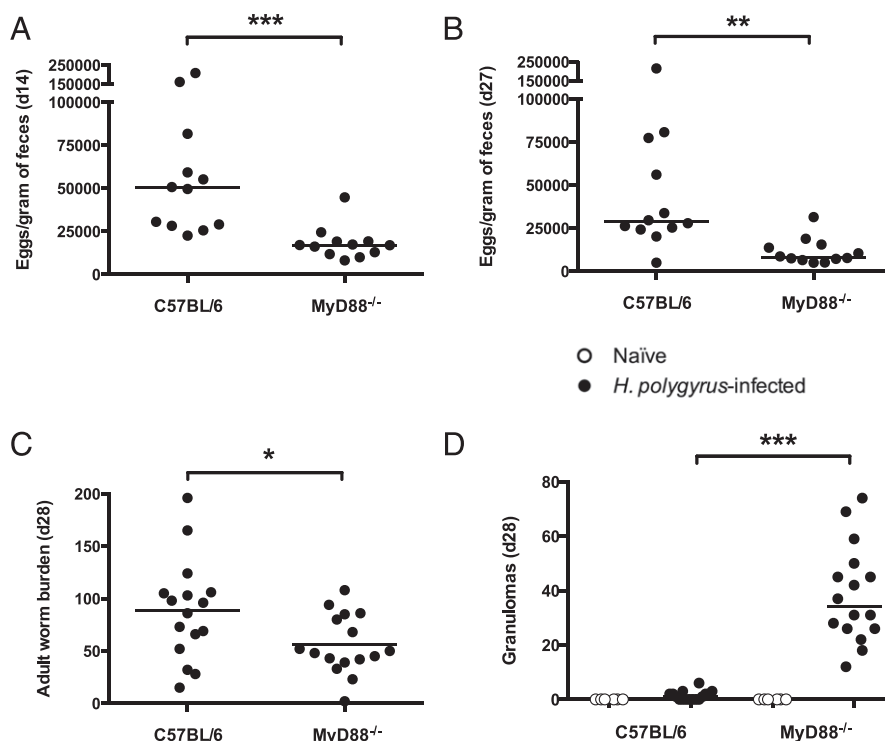 A
***
Eggs/gram of feces (d14)
250000
150000
100000
75000
50000
25000
0
C57BL/6
MyD88-/-
B
**
Eggs/gram of feces (d27)
250000
150000
100000
75000
50000
25000
0
C57BL/6
MyD88-/-
Naïve
H. polygyrus-infected
C
*
Adult worm burden (d28)
200
150
100
50
0
C57BL/6
MyD88-/-
D
***
Granulomas (d28)
80
60
40
20
0
C57BL/6
MyD88-/-